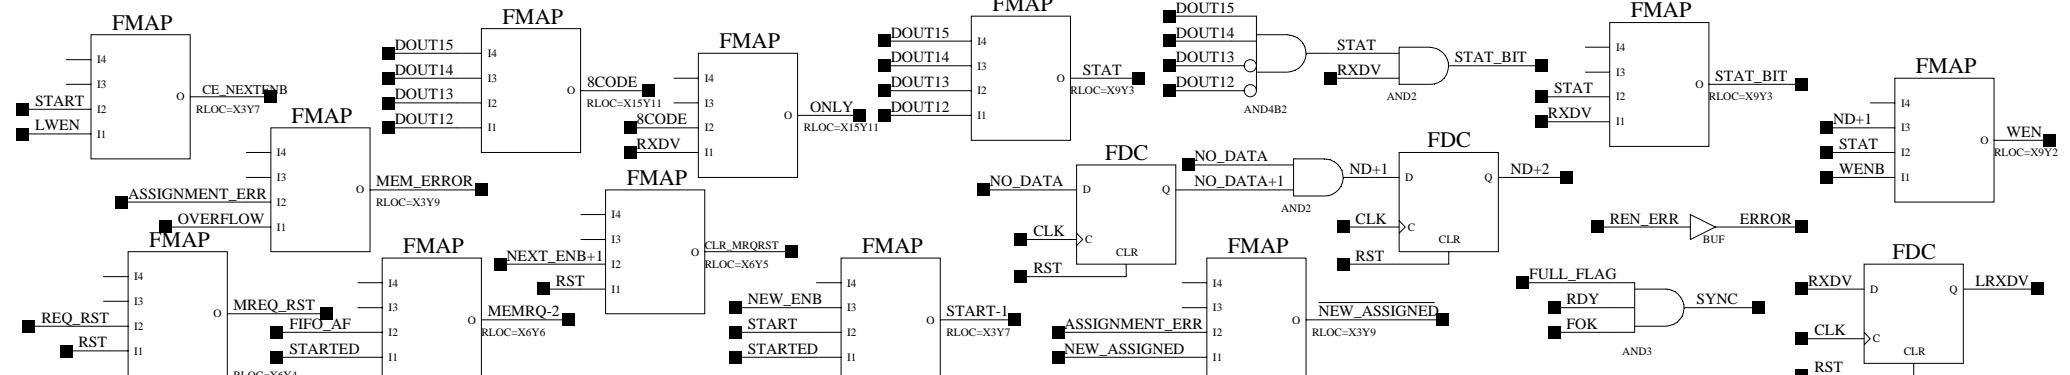 FMAP
I4
I3
START
I2
LWEN
I1
O
CE_NEXTENB
RLOC=X3Y7
FMAP
I4
I3
ASSIGNMENT_ERR
I2
OVERFLOW
I1
O
MEM_ERROR
RLOC=X3Y9
FMAP
I4
I3
REQ_RST
I2
RST
I1
O
MREQ_RST
RLOC=X6Y4
FMAP
DOUT15
I4
DOUT14
I3
DOUT13
I2
DOUT12
I1
O
8CODE
RLOC=X15Y11
FMAP
I4
I3
FIFO_AF
I2
STARTED
I1
O
MEMRQ-2
RLOC=X6Y6
FMAP
I4
I3
8CODE
I2
RXDV
I1
O
ONLY
RLOC=X15Y11
FMAP
I4
I3
NEXT_ENB+1
I2
RST
I1
O
CLR_MRQRST
RLOC=X6Y5
FMAP
DOUT15
I4
DOUT14
I3
DOUT13
I2
DOUT12
I1
O
STAT
RLOC=X9Y3
FMAP
I4
NEW_ENB
I3
START
I2
STARTED
I1
O
START-1
RLOC=X3Y7
DOUT15
DOUT14
DOUT13
DOUT12
AND4B2
STAT
RXDV
AND2
STAT_BIT
FDC
NO_DATA
D
Q
CLK
C
CLR
RST
NO_DATA
NO_DATA+1
AND2
ND+1
FDC
D
Q
ND+2
CLK
C
CLR
RST
FMAP
I4
I3
ASSIGNMENT_ERR
I2
NEW_ASSIGNED
I1
O
NEW_ASSIGNED
RLOC=X3Y9
FMAP
I4
I3
STAT
I2
RXDV
I1
O
STAT_BIT
RLOC=X9Y3
FMAP
I4
ND+1
I3
STAT
I2
WENB
I1
O
WEN
RLOC=X9Y2
REN_ERR
BUF
ERROR
FULL_FLAG
RDY
FOK
AND3
SYNC
FDC
RXDV
D
Q
LRXDV
CLK
C
CLR
RST